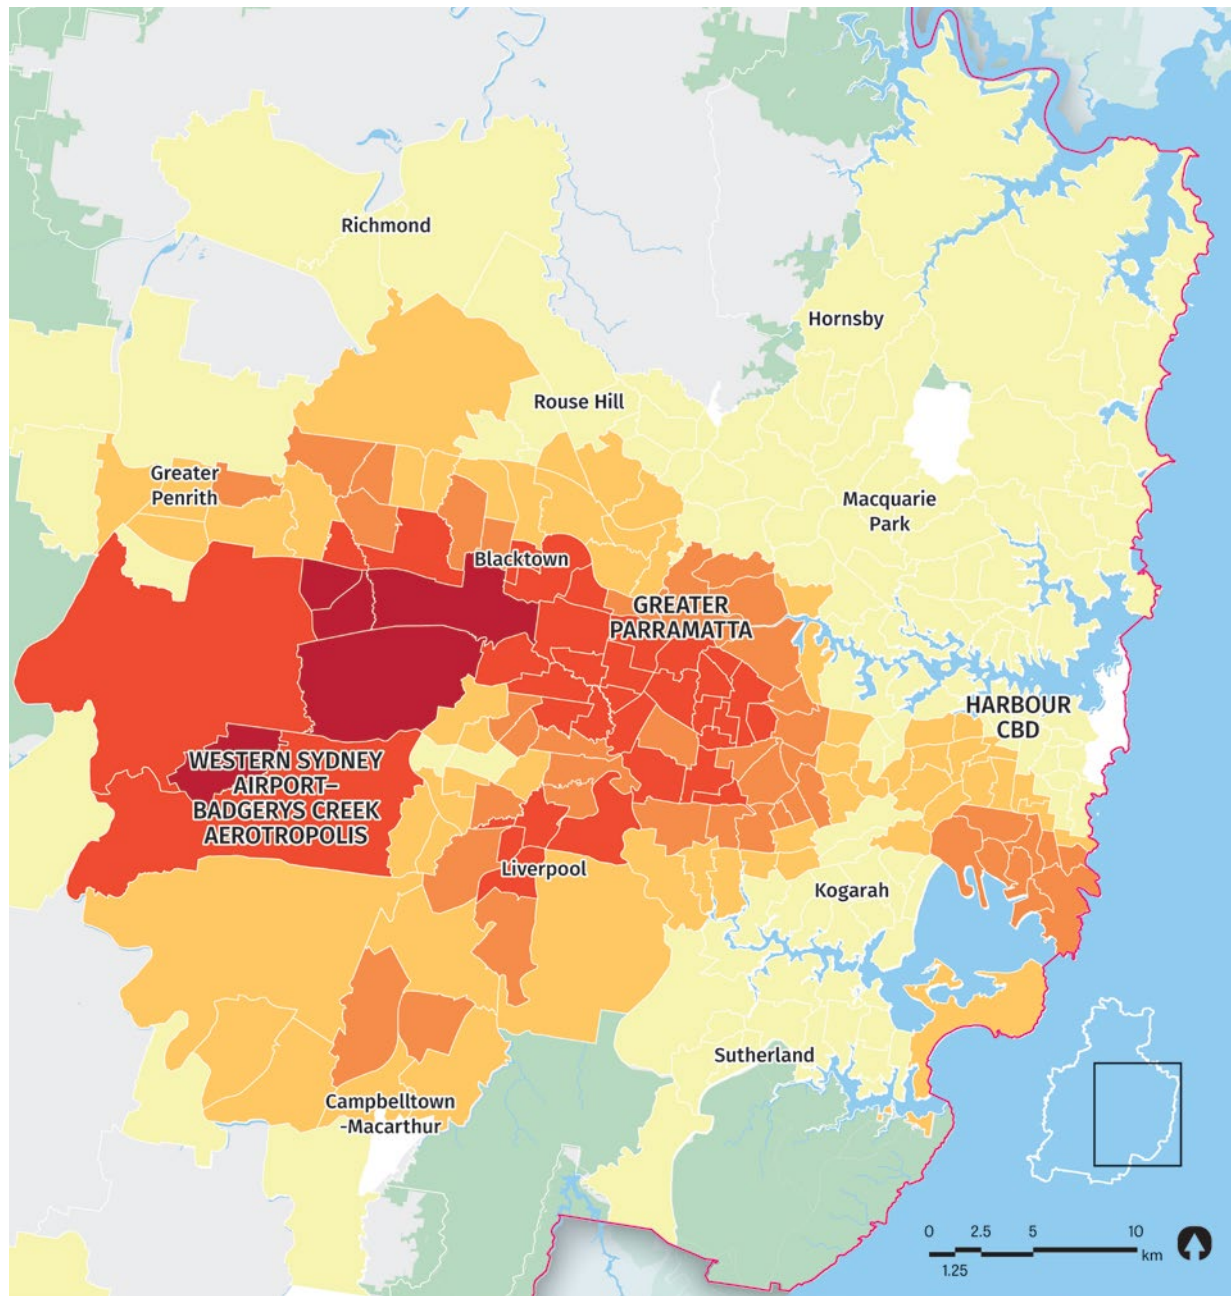 Richmond
Hornsby
Rouse Hill
Greater
Penrith
Macquarie
Park
Blacktown
GREATER
PARRAMATTA
HARBOUR
CBD
WESTERN SYDNEY
AIRPORT–
BADGERYS CREEK
AEROTROPOLIS
Liverpool
Kogarah
Sutherland
Campbelltown
-Macarthur
0 2.5 5 10
km
1.25